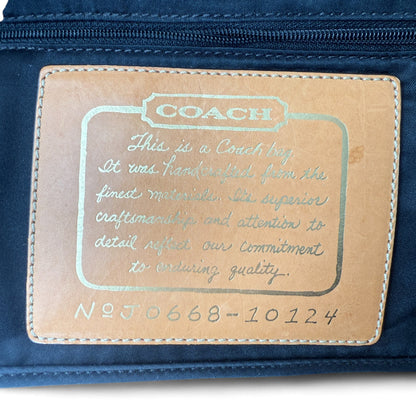 COACH
This is a Coach bag.
It was handcrafted from the
finest materials. Its superior
craftsmanship and attention to
detail reflect our commitment
to enduring quality.
Nº J0668-10124